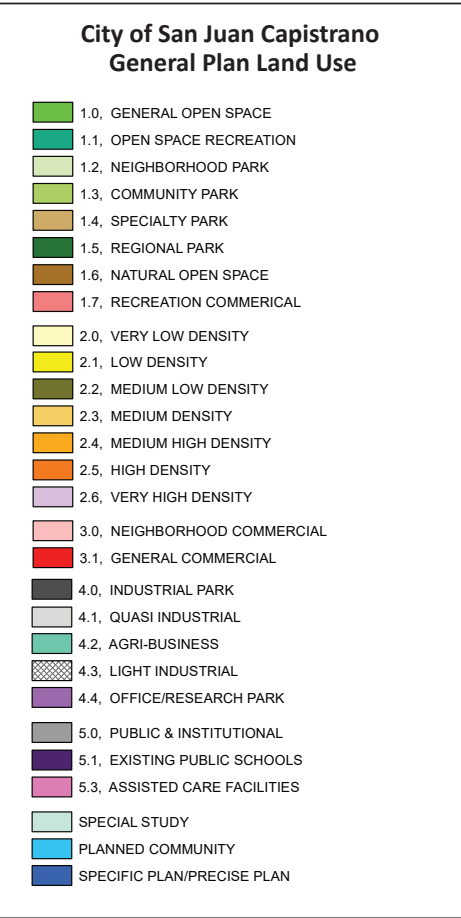 City of San Juan Capistrano
General Plan Land Use
1.0, GENERAL OPEN SPACE
1.1, OPEN SPACE RECREATION
1.2, NEIGHBORHOOD PARK
1.3, COMMUNITY PARK
1.4, SPECIALTY PARK
1.5, REGIONAL PARK
1.6, NATURAL OPEN SPACE
1.7, RECREATION COMMERICAL
2.0, VERY LOW DENSITY
2.1, LOW DENSITY
2.2, MEDIUM LOW DENSITY
2.3, MEDIUM DENSITY
2.4, MEDIUM HIGH DENSITY
2.5, HIGH DENSITY
2.6, VERY HIGH DENSITY
3.0, NEIGHBORHOOD COMMERCIAL
3.1, GENERAL COMMERCIAL
4.0, INDUSTRIAL PARK
4.1, QUASI INDUSTRIAL
4.2, AGRI-BUSINESS
4.3, LIGHT INDUSTRIAL
4.4, OFFICE/RESEARCH PARK
5.0, PUBLIC & INSTITUTIONAL
5.1, EXISTING PUBLIC SCHOOLS
5.3, ASSISTED CARE FACILITIES
SPECIAL STUDY
PLANNED COMMUNITY
SPECIFIC PLAN/PRECISE PLAN